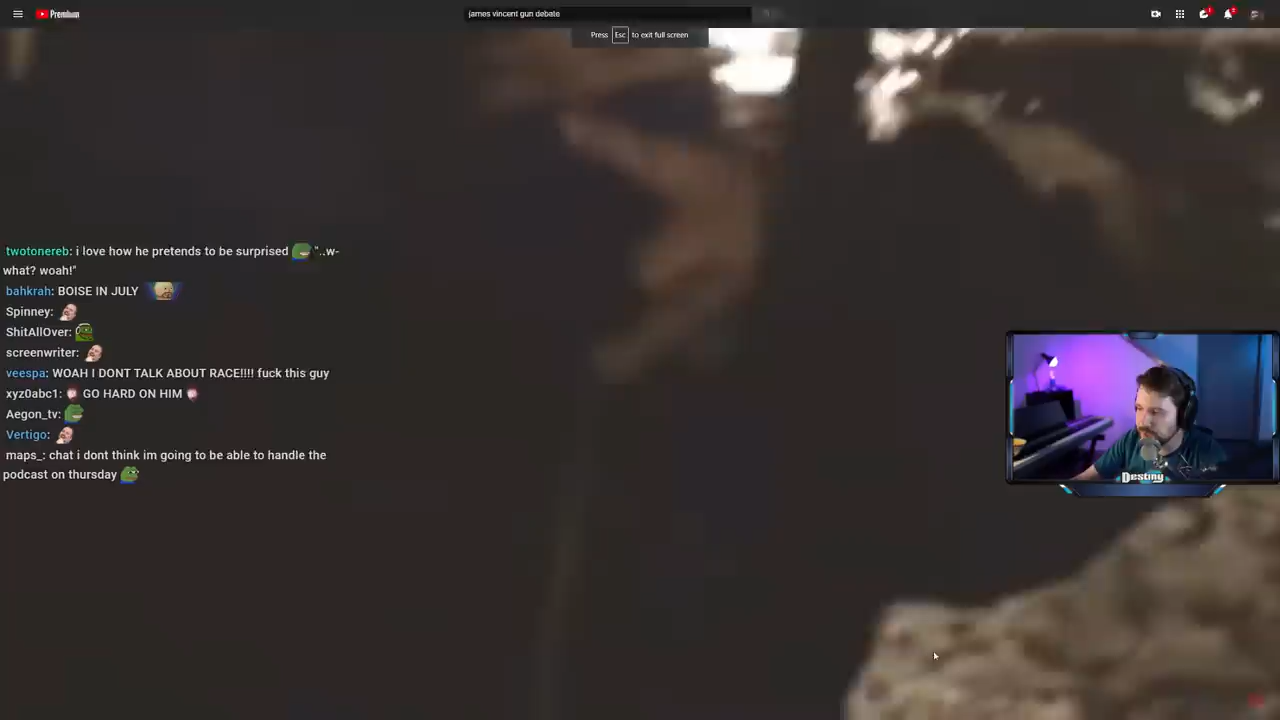 Premium
james vincent gun debate
Press Esc to exit full screen
twotonereb: i love how he pretends to be surprised "..w-
what? woah!"
bahkrah: BOISE IN JULY
Spinney:
ShitAllOver:
screenwriter:
veespa: WOAH I DONT TALK ABOUT RACE!!!! fuck this guy
xyz0abc1: GO HARD ON HIM
Aegon_tv:
Vertigo:
maps_: chat i dont think im going to be able to handle the
podcast on thursday
Destiny